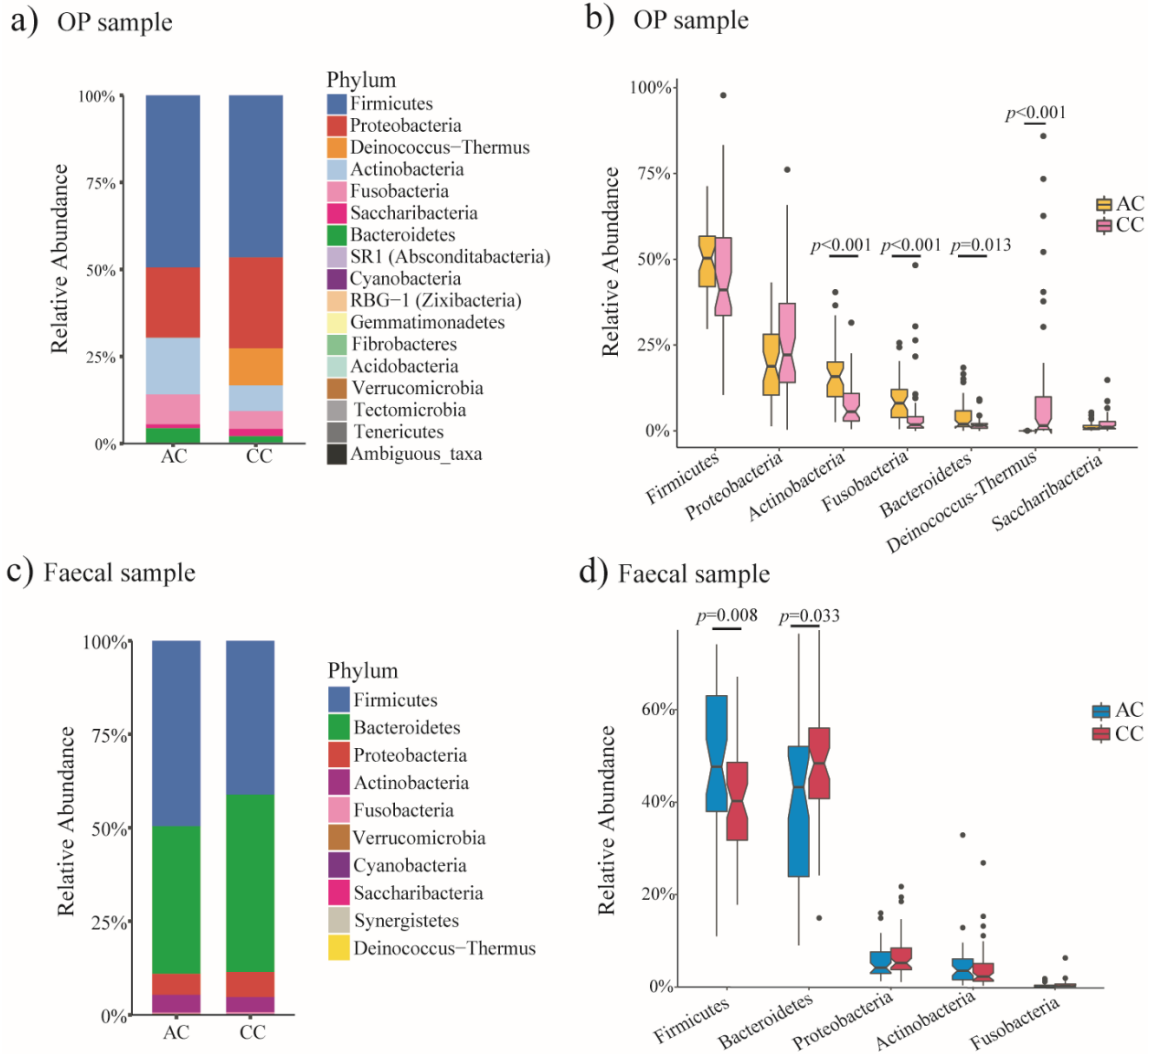 a) OP sample
Phylum
Firmicutes
Proteobacteria
Deinococcus−Thermus
Actinobacteria
Fusobacteria
Saccharibacteria
Bacteroidetes
SR1 (Absconditabacteria)
Cyanobacteria
RBG−1 (Zixibacteria)
Gemmatimonadetes
Fibrobacteres
Acidobacteria
Verrucomicrobia
Tectomicrobia
Tenericutes
Ambiguous_taxa
Relative Abundance
100%
75%
50%
25%
0%
AC CC
b) OP sample
Relative Abundance
100%
75%
50%
25%
0%
p<0.001
p<0.001
p<0.001
p=0.013
AC
CC
Firmicutes
Proteobacteria
Actinobacteria
Fusobacteria
Bacteroidetes
Deinococcus-Thermus
Saccharibacteria
c) Faecal sample
Phylum
Firmicutes
Bacteroidetes
Proteobacteria
Actinobacteria
Fusobacteria
Verrucomicrobia
Cyanobacteria
Saccharibacteria
Synergistetes
Deinococcus−Thermus
Relative Abundance
100%
75%
50%
25%
0%
AC CC
d) Faecal sample
p=0.008
p=0.033
Relative Abundance
60%
40%
20%
0%
AC
CC
Firmicutes
Bacteroidetes
Proteobacteria
Actinobacteria
Fusobacteria